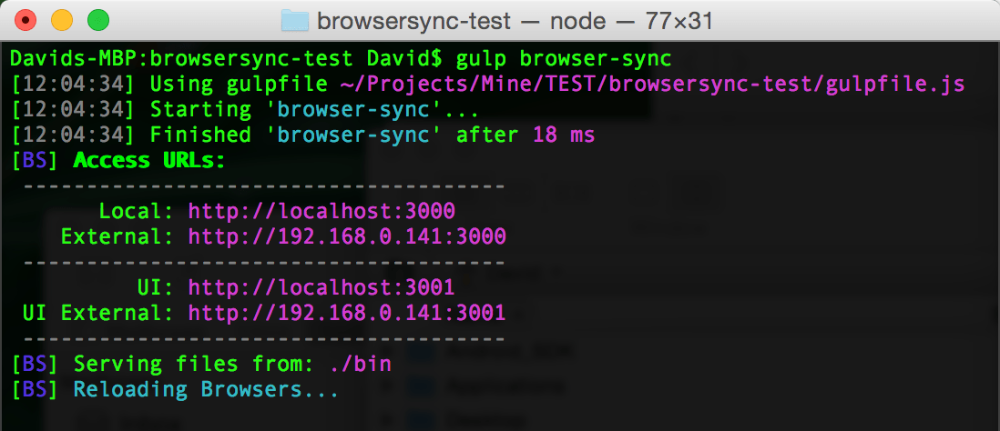 browsersync-test — node — 77×31
Davids-MBP:browsersync-test David$ gulp browser-sync
[12:04:34] Using gulpfile ~/Projects/Mine/TEST/browsersync-test/gulpfile.js
[12:04:34] Starting 'browser-sync'...
[12:04:34] Finished 'browser-sync' after 18 ms
[BS] Access URLs:
--------------------------------------
Local: http://localhost:3000
External: http://192.168.0.141:3000
--------------------------------------
UI: http://localhost:3001
UI External: http://192.168.0.141:3001
--------------------------------------
[BS] Serving files from: ./bin
[BS] Reloading Browsers...